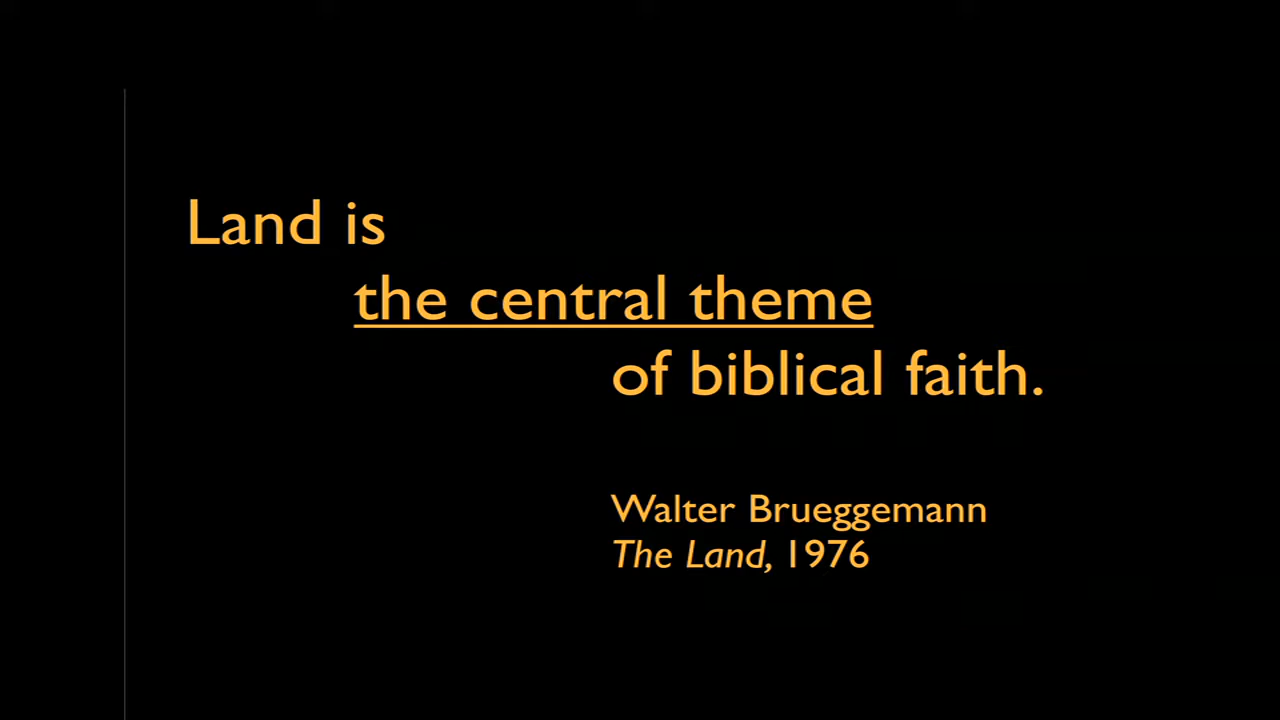 Land is
the central theme
of biblical faith.
Walter Brueggemann
The Land, 1976